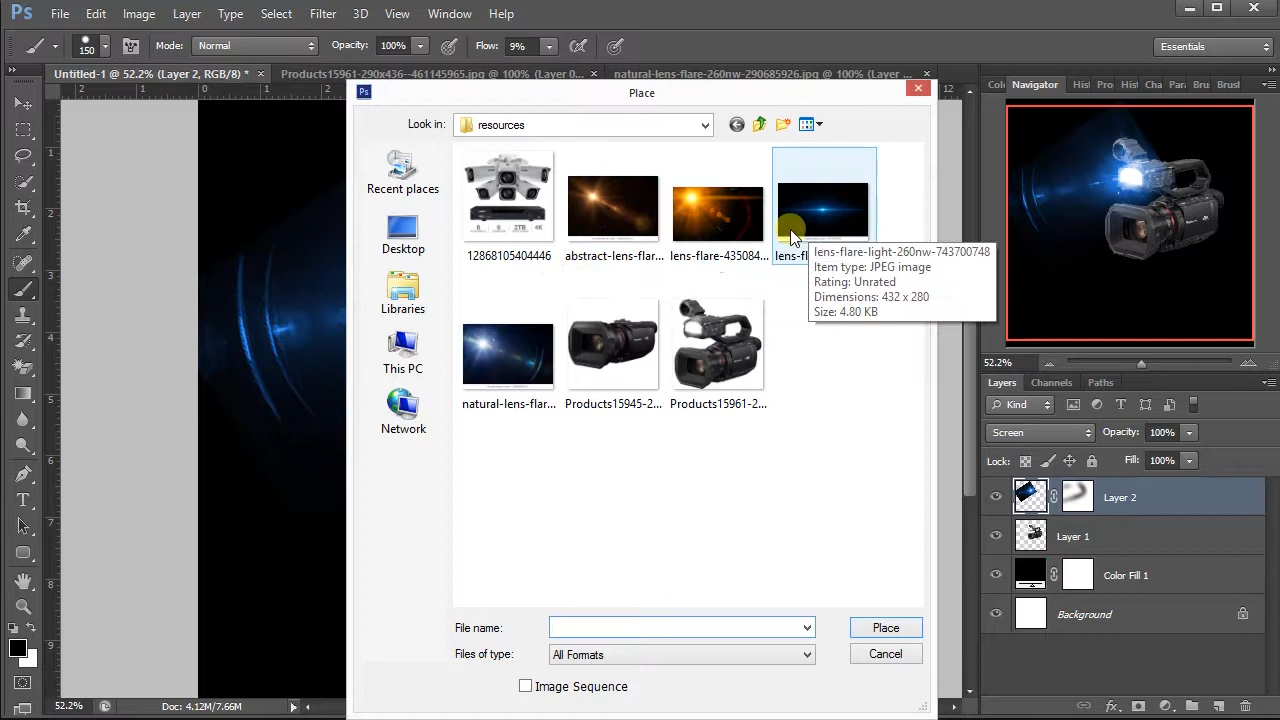 Ps File Edit Image Layer Type Select Filter 3D View Window Help
150 Mode: Normal Opacity: 100% Flow: 9% Essentials
Untitled-1 @ 52.2% (Layer 2, RGB/8) * × Products15961-290x436--461145965.jpg @ 100% (Layer 0... × natural-lens-flare-260nw-290685926.jpg @ 100% (Layer ... ×
Navigator
2 1 0 1 2 12
Place
Look in: resources
Recent places
Desktop
Libraries
This PC
Network
12868105404446 abstract-lens-flar... lens-flare-435084...
lens-flare-light-260nw-743700748
Item type: JPEG image
Rating: Unrated
Dimensions: 432 x 280
Size: 4.80 KB
natural-lens-flar... Products15945-2... Products15961-2...
File name: Place
Files of type: All Formats Cancel
Image Sequence
52.2%
Layers Channels Paths
Kind
Screen Opacity: 100%
Lock: Fill: 100%
Layer 2
Layer 1
Color Fill 1
Background
52.2% Doc: 4.12M/7.66M